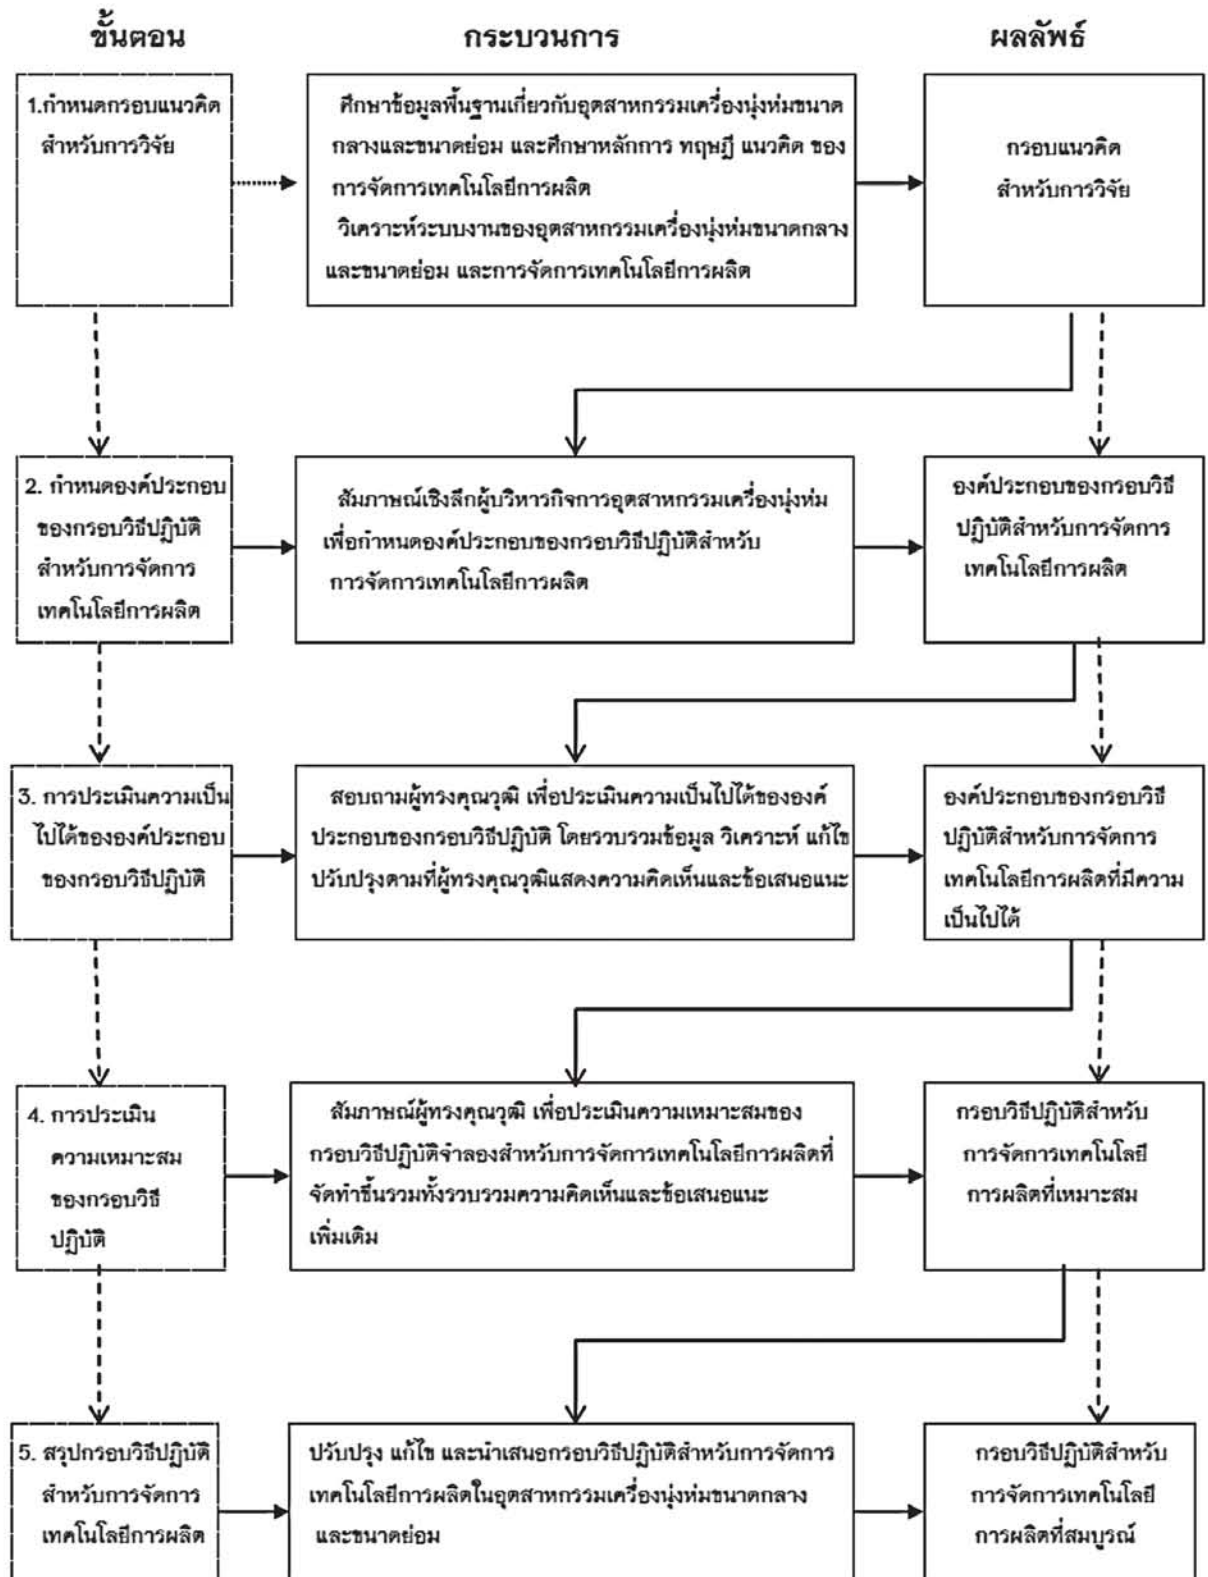 ขั้นตอน
กระบวนการ
ผลลัพธ์
1.กำหนดกรอบแนวคิด
สำหรับการวิจัย
ศึกษาข้อมูลพื้นฐานเกี่ยวกับอุตสาหกรรมเครื่องนุ่งห่มขนาด
กลางและขนาดย่อม และศึกษาหลักการ ทฤษฎี แนวคิด ของ
การจัดการเทคโนโลยีการผลิต
วิเคราะห์ระบบงานของอุตสาหกรรมเครื่องนุ่งห่มขนาดกลาง
และขนาดย่อม และการจัดการเทคโนโลยีการผลิต
กรอบแนวคิด
สำหรับการวิจัย
2. กำหนดองค์ประกอบ
ของกรอบวิธีปฏิบัติ
สำหรับการจัดการ
เทคโนโลยีการผลิต
สัมภาษณ์เชิงลึกผู้บริหารกิจการอุตสาหกรรมเครื่องนุ่งห่ม
เพื่อกำหนดองค์ประกอบของกรอบวิธีปฏิบัติสำหรับ
การจัดการเทคโนโลยีการผลิต
องค์ประกอบของกรอบวิธี
ปฏิบัติสำหรับการจัดการ
เทคโนโลยีการผลิต
3. การประเมินความเป็น
ไปได้ขององค์ประกอบ
ของกรอบวิธีปฏิบัติ
สอบถามผู้ทรงคุณวุฒิ เพื่อประเมินความเป็นไปได้ขององค์
ประกอบของกรอบวิธีปฏิบัติ โดยรวบรวมข้อมูล วิเคราะห์ แก้ไข
ปรับปรุงตามที่ผู้ทรงคุณวุฒิแสดงความคิดเห็นและข้อเสนอแนะ
องค์ประกอบของกรอบวิธี
ปฏิบัติสำหรับการจัดการ
เทคโนโลยีการผลิตที่มีความ
เป็นไปได้
4. การประเมิน
ความเหมาะสม
ของกรอบวิธี
ปฏิบัติ
สัมภาษณ์ผู้ทรงคุณวุฒิ เพื่อประเมินความเหมาะสมของ
กรอบวิธีปฏิบัติจำลองสำหรับการจัดการเทคโนโลยีการผลิตที่
จัดทำขึ้นรวมทั้งรวบรวมความคิดเห็นและข้อเสนอแนะ
เพิ่มเติม
กรอบวิธีปฏิบัติสำหรับ
การจัดการเทคโนโลยี
การผลิตที่เหมาะสม
5. สรุปกรอบวิธีปฏิบัติ
สำหรับการจัดการ
เทคโนโลยีการผลิต
ปรับปรุง แก้ไข และนำเสนอกรอบวิธีปฏิบัติสำหรับการจัดการ
เทคโนโลยีการผลิตในอุตสาหกรรมเครื่องนุ่งห่มขนาดกลาง
และขนาดย่อม
กรอบวิธีปฏิบัติสำหรับ
การจัดการเทคโนโลยี
การผลิตที่สมบูรณ์